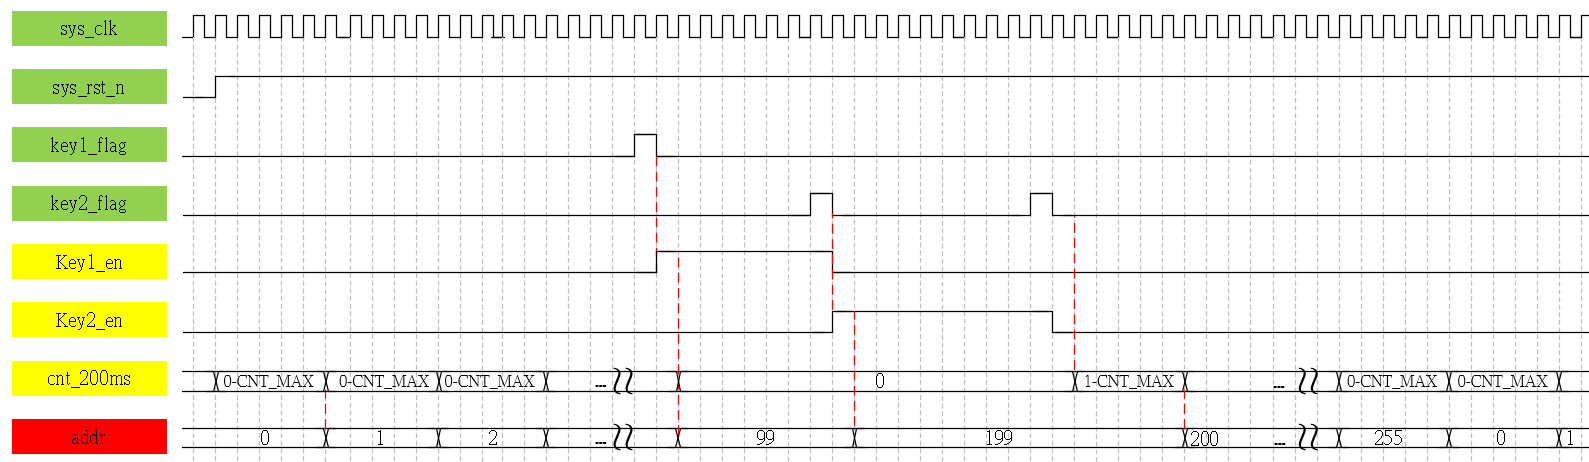 sys_clk
sys_rst_n
key1_flag
key2_flag
Key1_en
Key2_en
cnt_200ms 0-CNT_MAX 0-CNT_MAX 0-CNT_MAX ... 0 1-CNT_MAX ... 0-CNT_MAX 0-CNT_MAX
addr 0 1 2 ... 99 199 200 ... 255 0 1